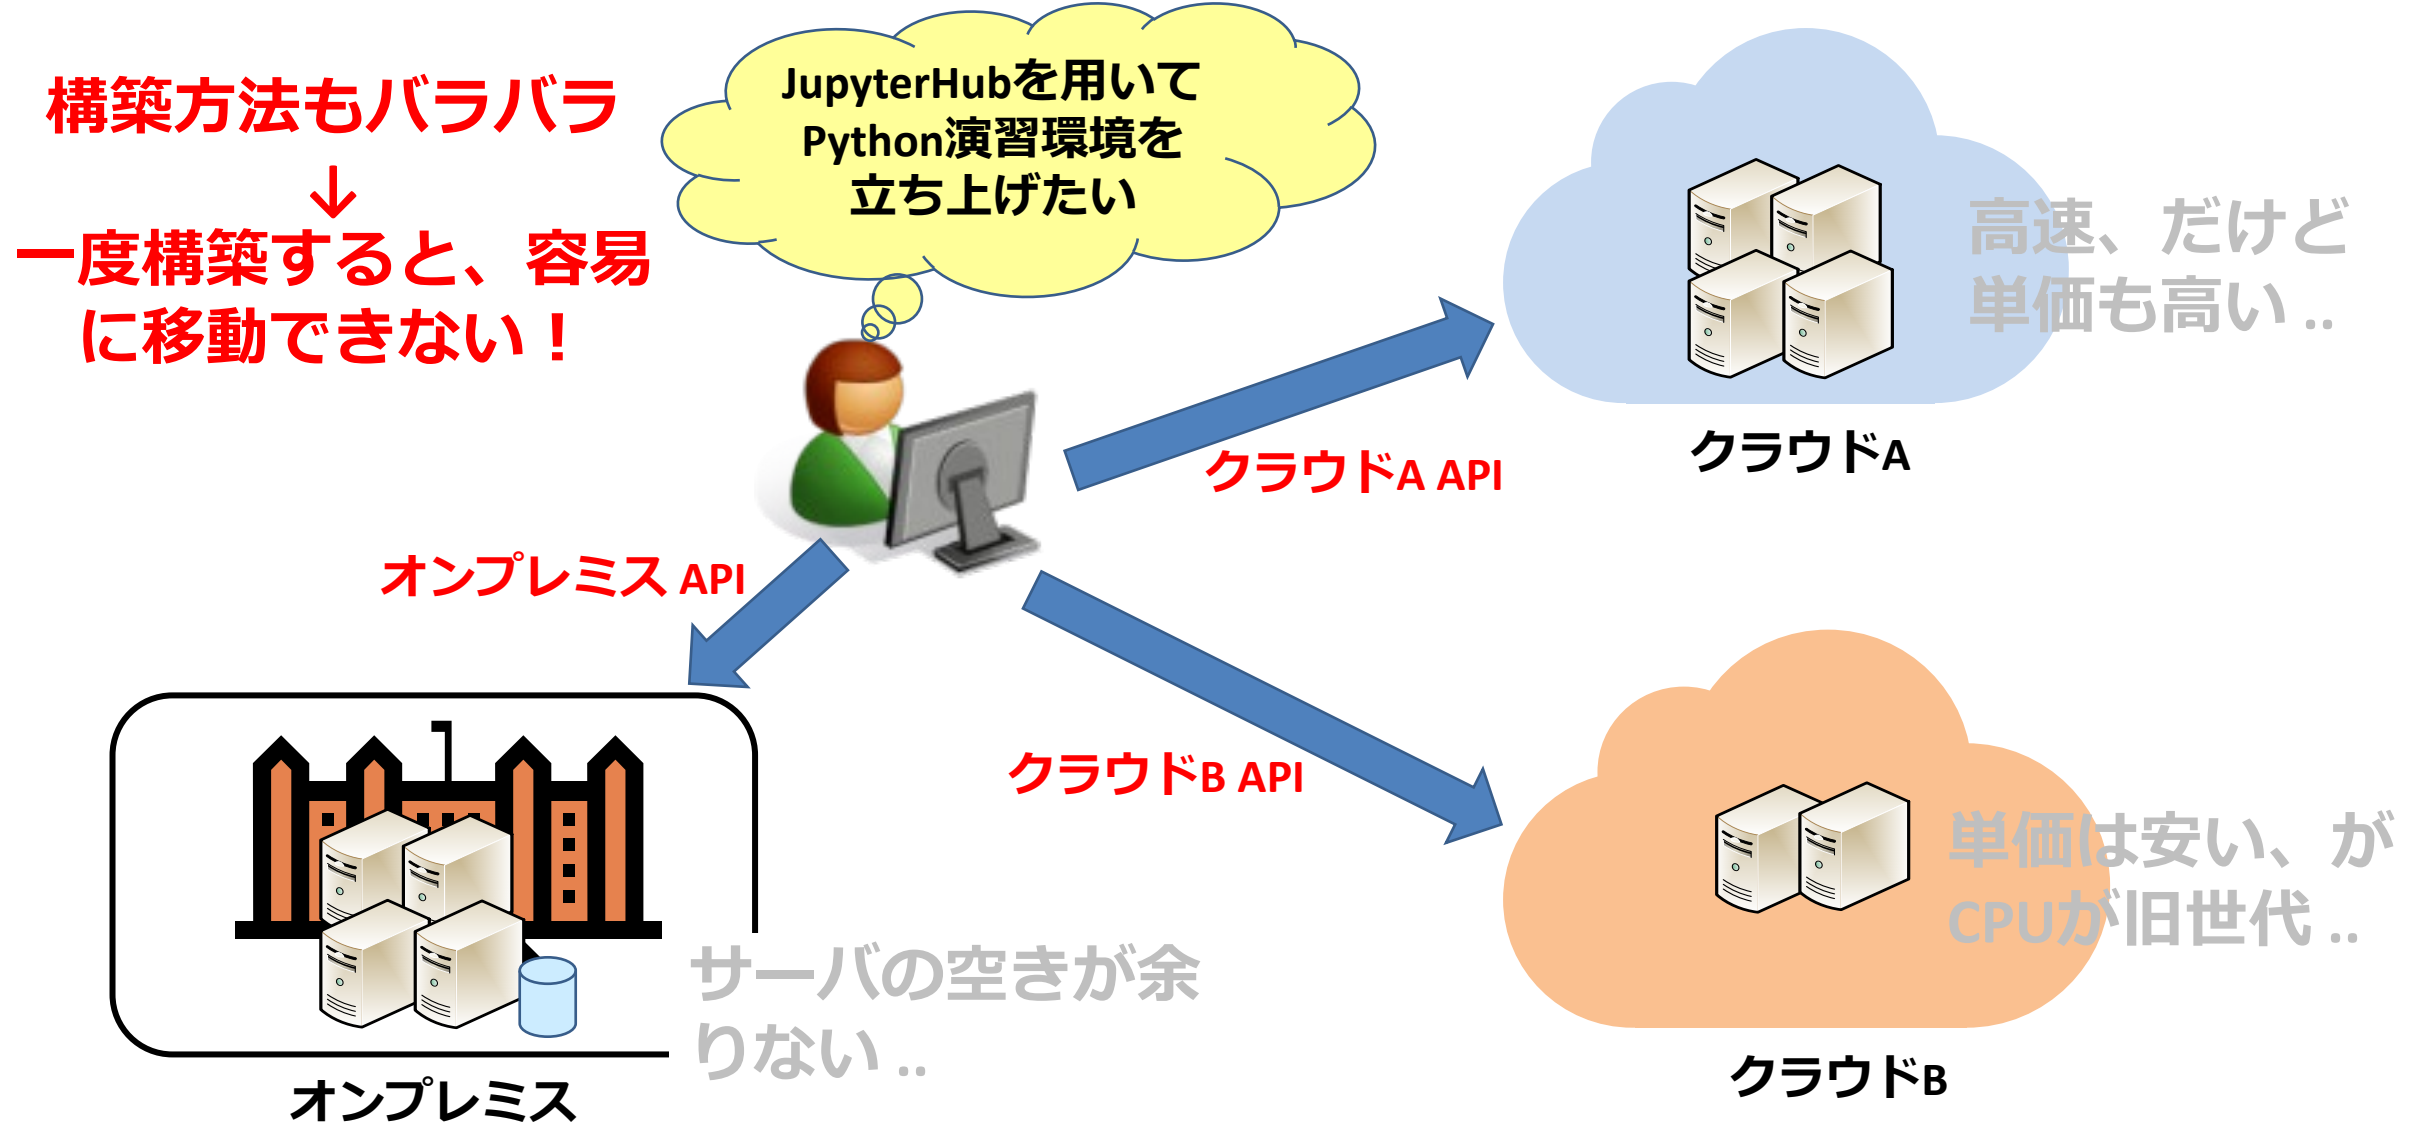 構築方法もバラバラ
↓
一度構築すると、容易
に移動できない！
JupyterHubを用いて
Python演習環境を
立ち上げたい
高速、だけど
単価も高い ..
クラウドA
クラウドA API
オンプレミス API
クラウドB API
単価は安い、が
CPUが旧世代 ..
クラウドB
サーバの空きが余
りない ..
オンプレミス